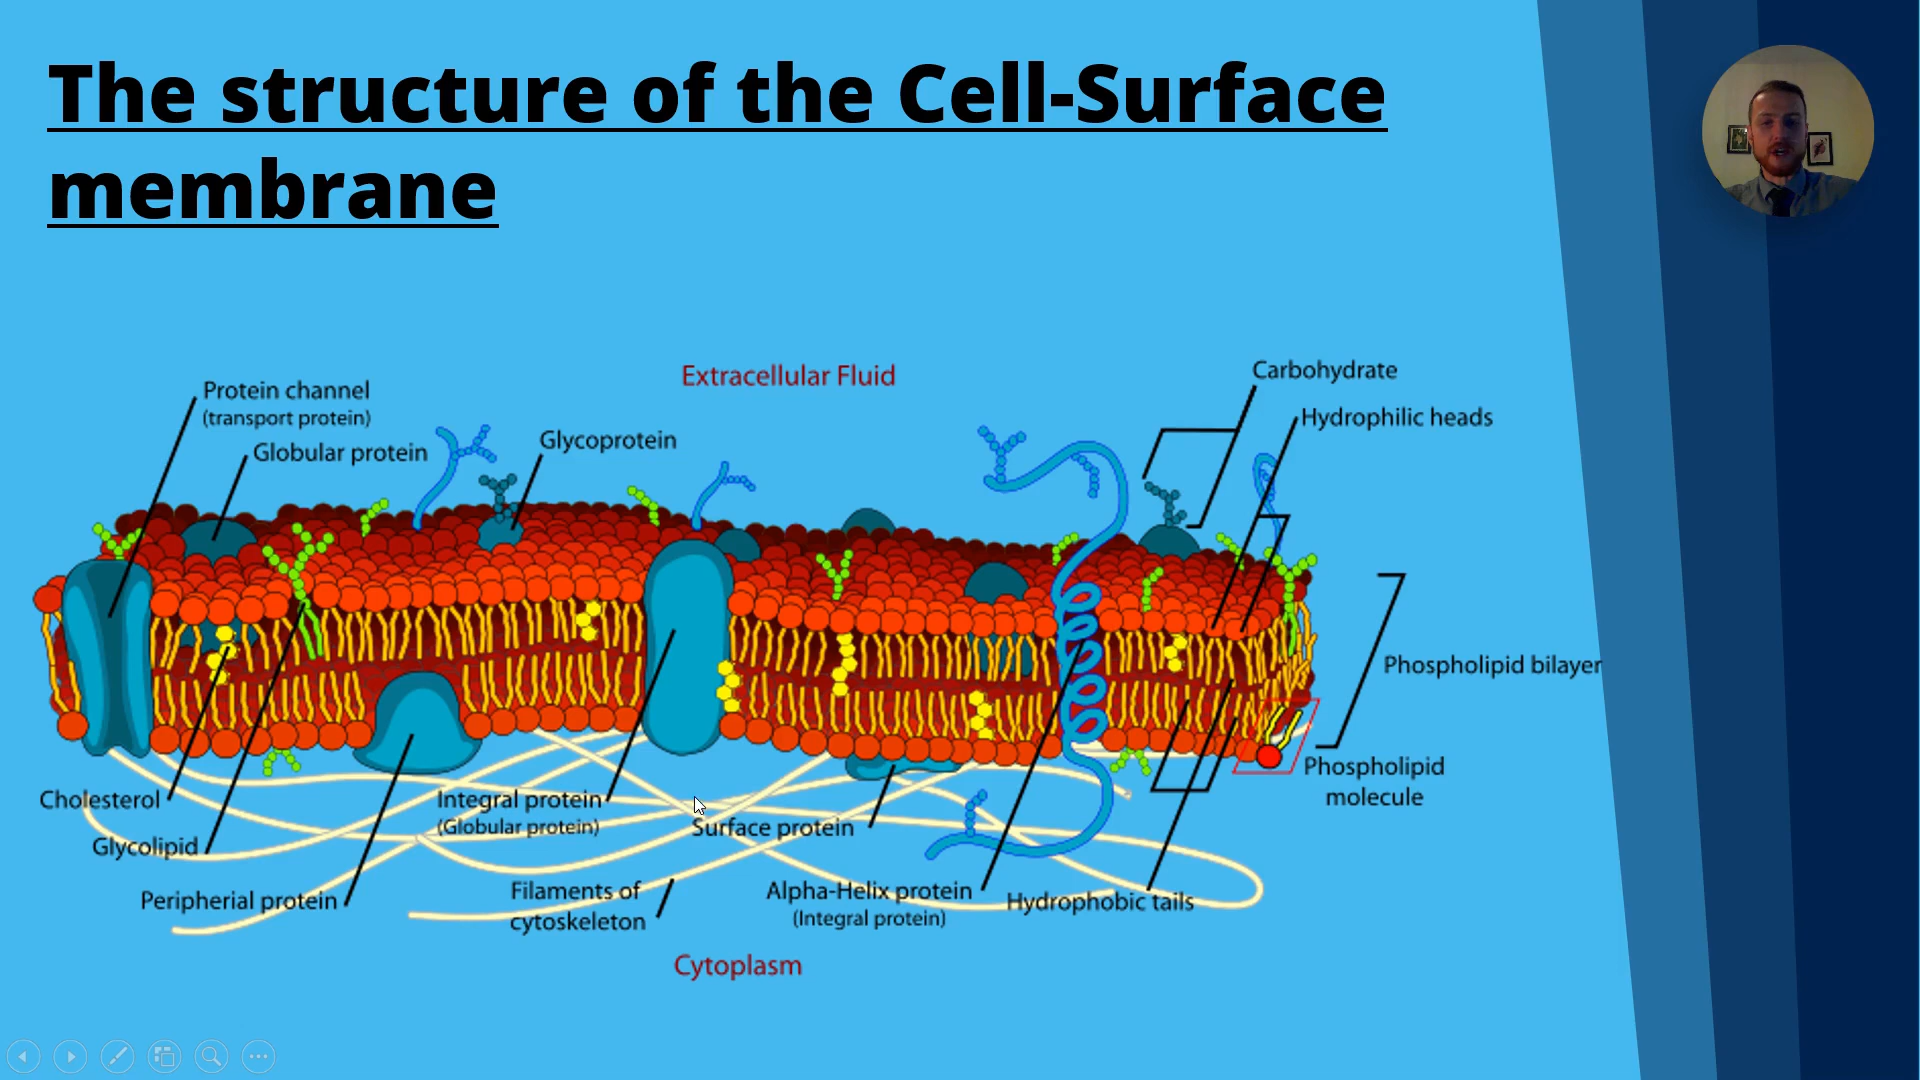 The structure of the Cell-Surface
membrane
Extracellular Fluid
Carbohydrate
Protein channel
(transport protein)
Hydrophilic heads
Glycoprotein
Globular protein
Phospholipid bilayer
Phospholipid
molecule
Cholesterol
Integral protein
(Globular protein)
Surface protein
Glycolipid
Peripherial protein
Filaments of
cytoskeleton
Alpha-Helix protein
(Integral protein)
Hydrophobic tails
Cytoplasm